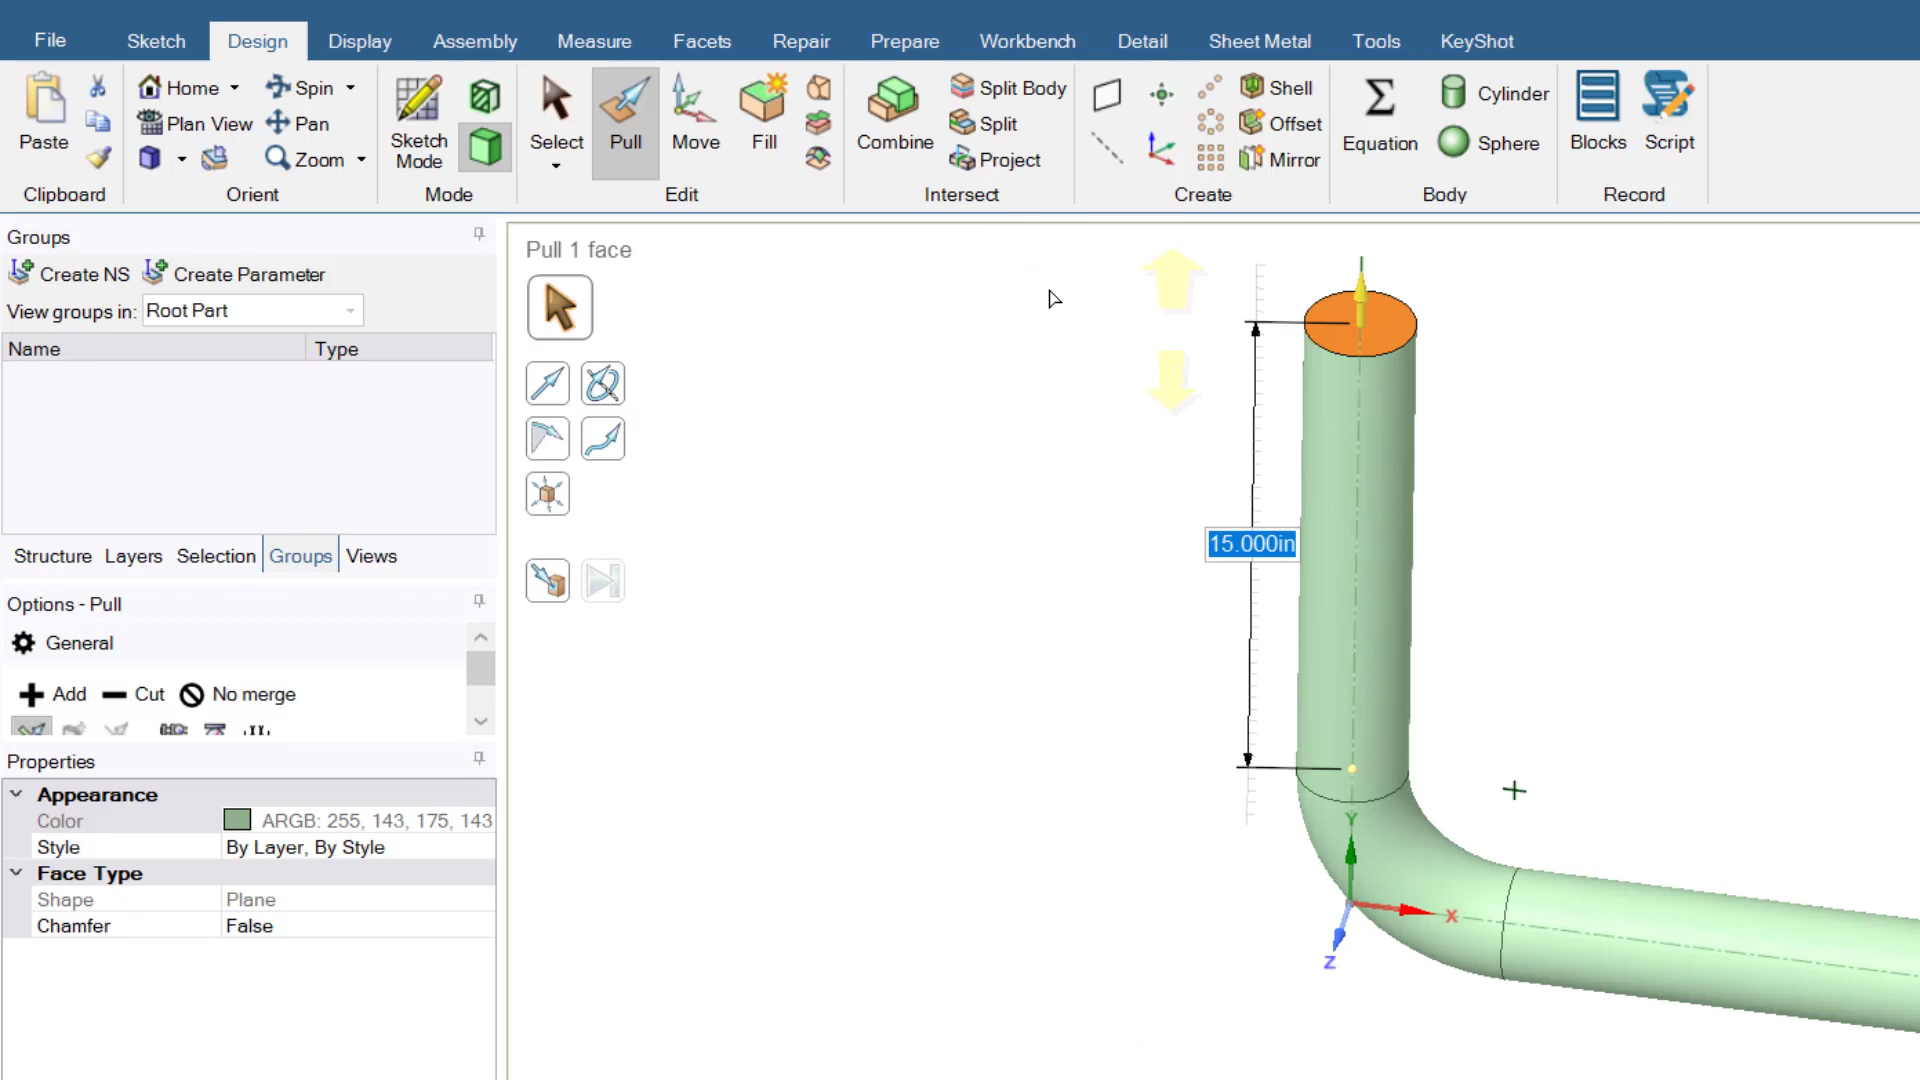 File Sketch Design Display Assembly Measure Facets Repair Prepare Workbench Detail Sheet Metal Tools KeyShot
Paste
Clipboard
Home Spin
Plan View Pan
Zoom
Orient
Sketch Mode
Mode
Select Pull Move Fill
Edit
Combine
Split Body
Split
Project
Intersect
Shell
Offset
Mirror
Create
Equation
Cylinder
Sphere
Body
Blocks Script
Record
Groups
Create NS Create Parameter
View groups in: Root Part
Name Type
Structure Layers Selection Groups Views
Options - Pull
General
Add Cut No merge
Properties
Appearance
Color ARGB: 255, 143, 175, 143
Style By Layer, By Style
Face Type
Shape Plane
Chamfer False
Pull 1 face
15.000in
Y
X
Z